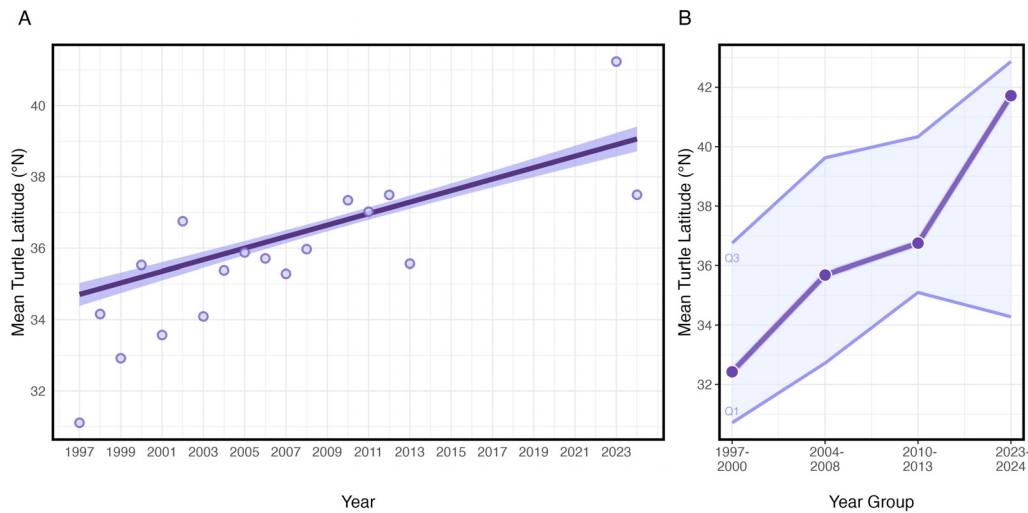 A
Mean Turtle Latitude (°N)
40
38
36
34
32
1997 1999 2001 2003 2005 2007 2009 2011 2013 2015 2017 2019 2021 2023
Year
B
Mean Turtle Latitude (°N)
42
40
38
36
34
32
Q3
Q1
1997-
2000
2004-
2008
2010-
2013
2023-
2024
Year Group